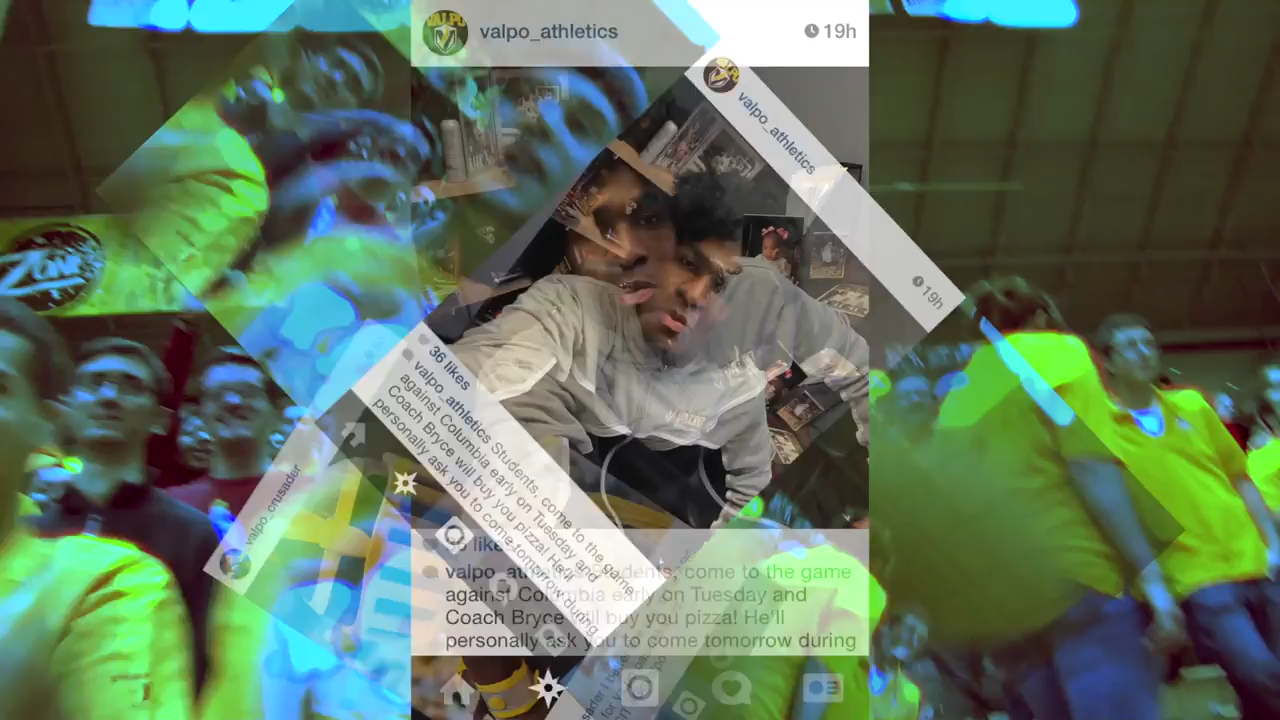 valpo_athletics
19h
valpo_athletics
19h
ZONE
36 likes
valpo_athletics Students, come to the game
against Columbia early on Tuesday and
Coach Bryce will buy you pizza! He'll
personally ask you to come tomorrow during
valpo_crusader
likes
valpo_athletics Students, come to the game
against Columbia early on Tuesday and
Coach Bryce will buy you pizza! He'll
personally ask you to come tomorrow during